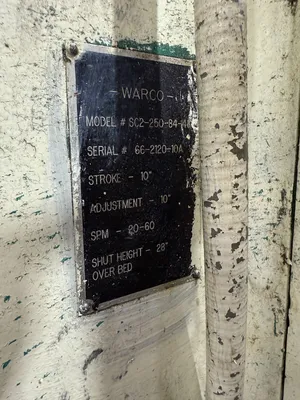 - WARCO -
MODEL # SC2-250-84-
SERIAL # 66-2120-10A
STROKE - 10"
ADJUSTMENT - 10"
SPM - 20-60
SHUT HEIGHT - 28"
OVER BED